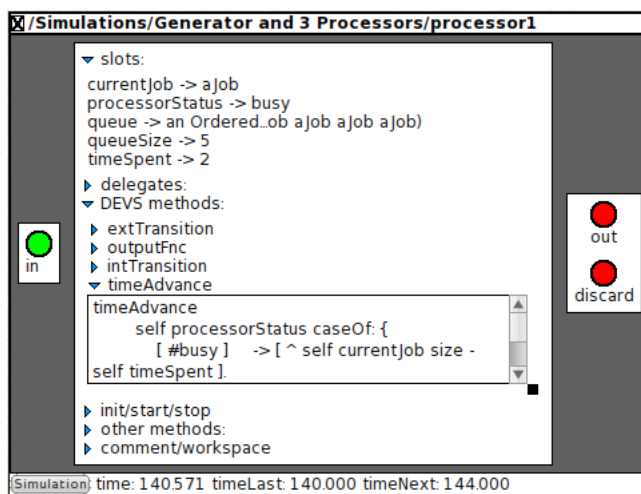 /Simulations/Generator and 3 Processors/processor1
slots:
currentJob -> aJob
processorStatus -> busy
queue -> an Ordered...ob aJob aJob aJob)
queueSize -> 5
timeSpent -> 2
delegates:
DEVS methods:
extTransition
outputFnc
intTransition
timeAdvance
timeAdvance
self processorStatus caseOf: {
[ #busy ] -> [ ^ self currentJob size -
self timeSpent ].
init/start/stop
other methods:
comment/workspace
in
out
discard
Simulation time: 140.571 timeLast: 140.000 timeNext: 144.000